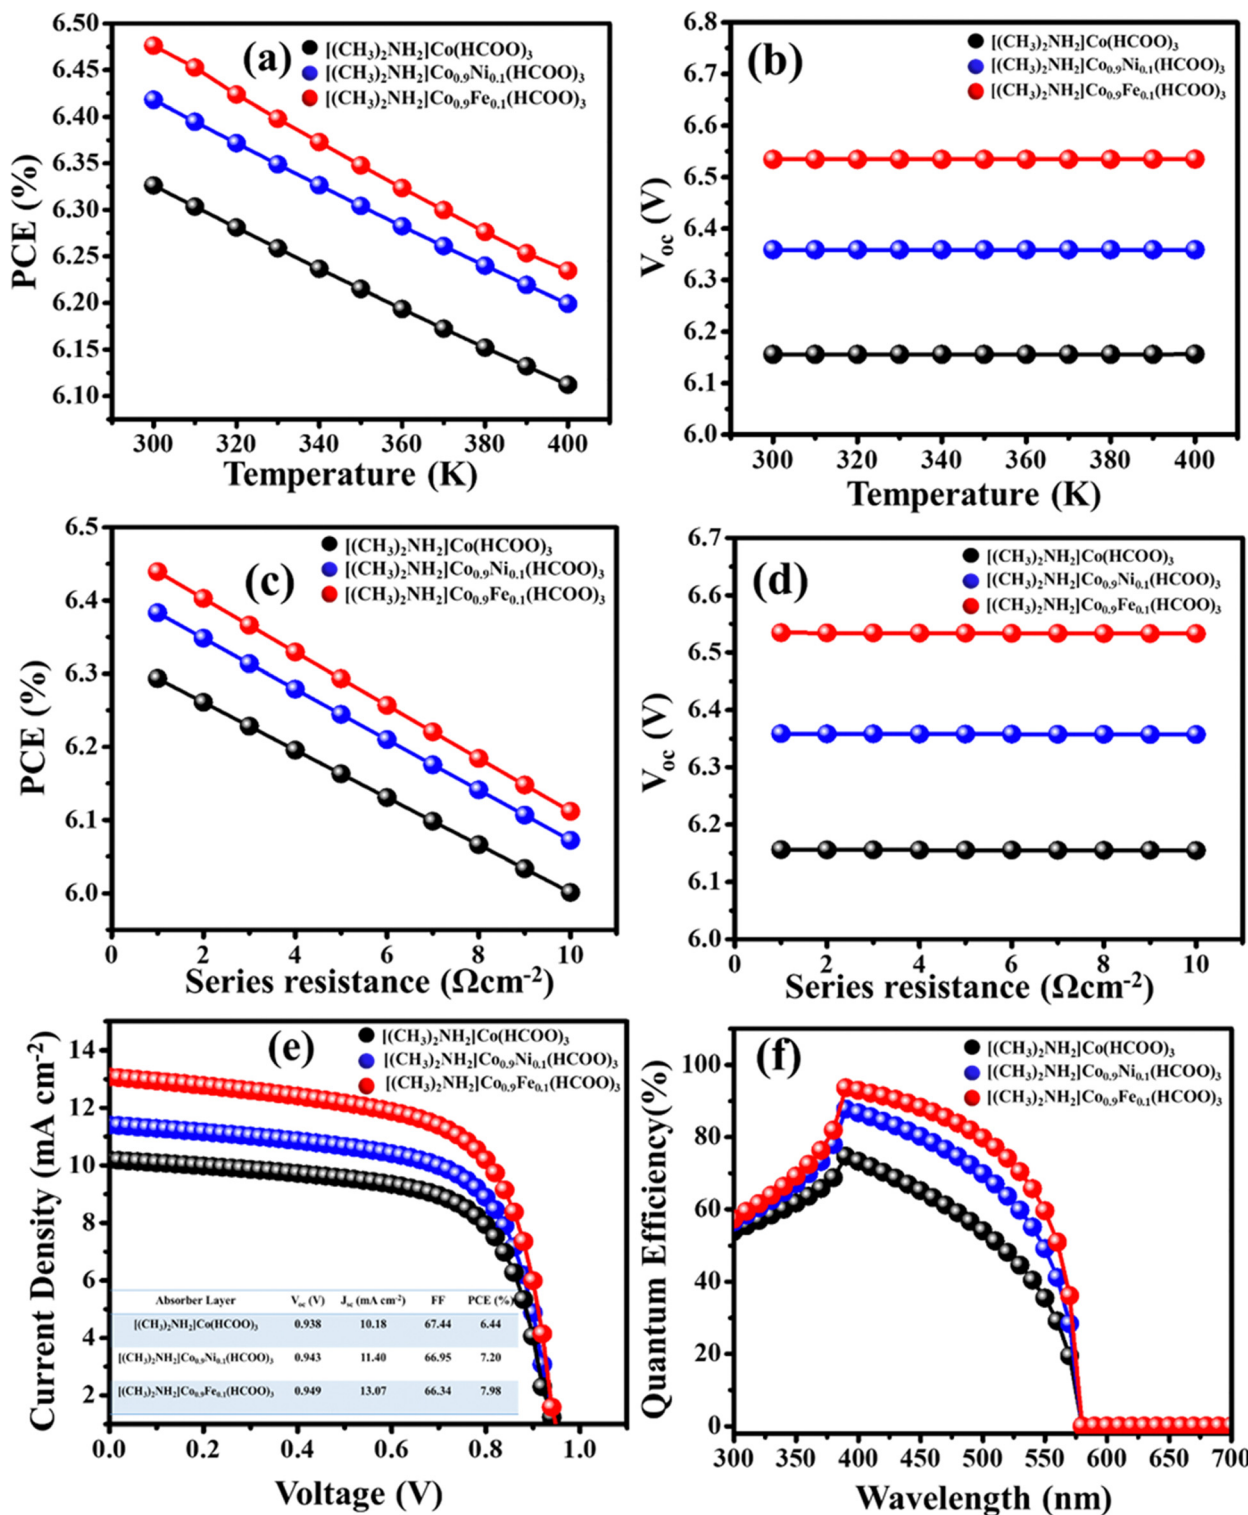 (a)
[(CH3)2NH2]Co(HCOO)3
[(CH3)2NH2]Co0.9Ni0.1(HCOO)3
[(CH3)2NH2]Co0.9Fe0.1(HCOO)3
PCE (%)
6.50
6.45
6.40
6.35
6.30
6.25
6.20
6.15
6.10
300 320 340 360 380 400
Temperature (K)
(b)
[(CH3)2NH2]Co(HCOO)3
[(CH3)2NH2]Co0.9Ni0.1(HCOO)3
[(CH3)2NH2]Co0.9Fe0.1(HCOO)3
Voc (V)
6.8
6.7
6.6
6.5
6.4
6.3
6.2
6.1
6.0
300 320 340 360 380 400
Temperature (K)
(c)
[(CH3)2NH2]Co(HCOO)3
[(CH3)2NH2]Co0.9Ni0.1(HCOO)3
[(CH3)2NH2]Co0.9Fe0.1(HCOO)3
PCE (%)
6.5
6.4
6.3
6.2
6.1
6.0
0 2 4 6 8 10
Series resistance (Ωcm-2)
(d)
[(CH3)2NH2]Co(HCOO)3
[(CH3)2NH2]Co0.9Ni0.1(HCOO)3
[(CH3)2NH2]Co0.9Fe0.1(HCOO)3
Voc (V)
6.7
6.6
6.5
6.4
6.3
6.2
6.1
6.0
0 2 4 6 8 10
Series resistance (Ωcm-2)
(e)
[(CH3)2NH2]Co(HCOO)3
[(CH3)2NH2]Co0.9Ni0.1(HCOO)3
[(CH3)2NH2]Co0.9Fe0.1(HCOO)3
Current Density (mA cm-2)
14
12
10
8
6
4
2
Absorber Layer Voc (V) Jsc (mA cm-2) FF PCE (%)
[(CH3)2NH2]Co(HCOO)3 0.938 10.18 67.44 6.44
[(CH3)2NH2]Co0.9Ni0.1(HCOO)3 0.943 11.40 66.95 7.20
[(CH3)2NH2]Co0.9Fe0.1(HCOO)3 0.949 13.07 66.34 7.98
0.0 0.2 0.4 0.6 0.8 1.0
Voltage (V)
(f)
[(CH3)2NH2]Co(HCOO)3
[(CH3)2NH2]Co0.9Ni0.1(HCOO)3
[(CH3)2NH2]Co0.9Fe0.1(HCOO)3
Quantum Efficiency(%)
100
80
60
40
20
0
300 350 400 450 500 550 600 650 700
Wavelength (nm)